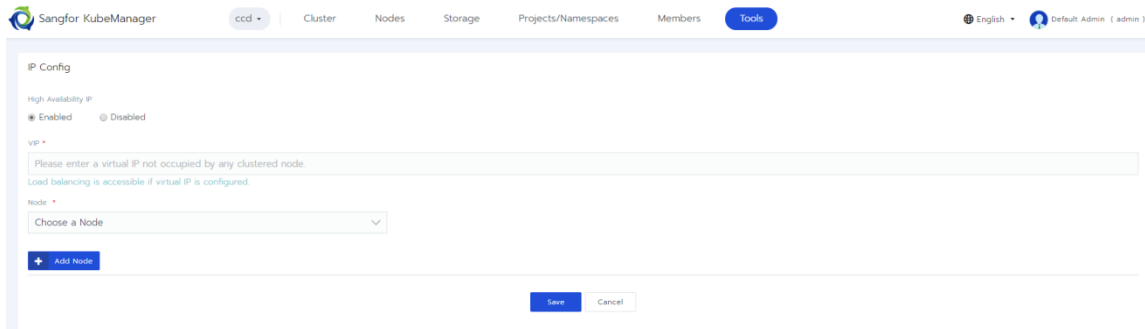 Sangfor KubeManager ccd Cluster Nodes Storage Projects/Namespaces Members Tools English Default Admin ( admin )
IP Config
High Availability IP
Enabled Disabled
VIP *
Please enter a virtual IP not occupied by any clustered node.
Load balancing is accessible if virtual IP is configured.
Node *
Choose a Node
+ Add Node
Save Cancel